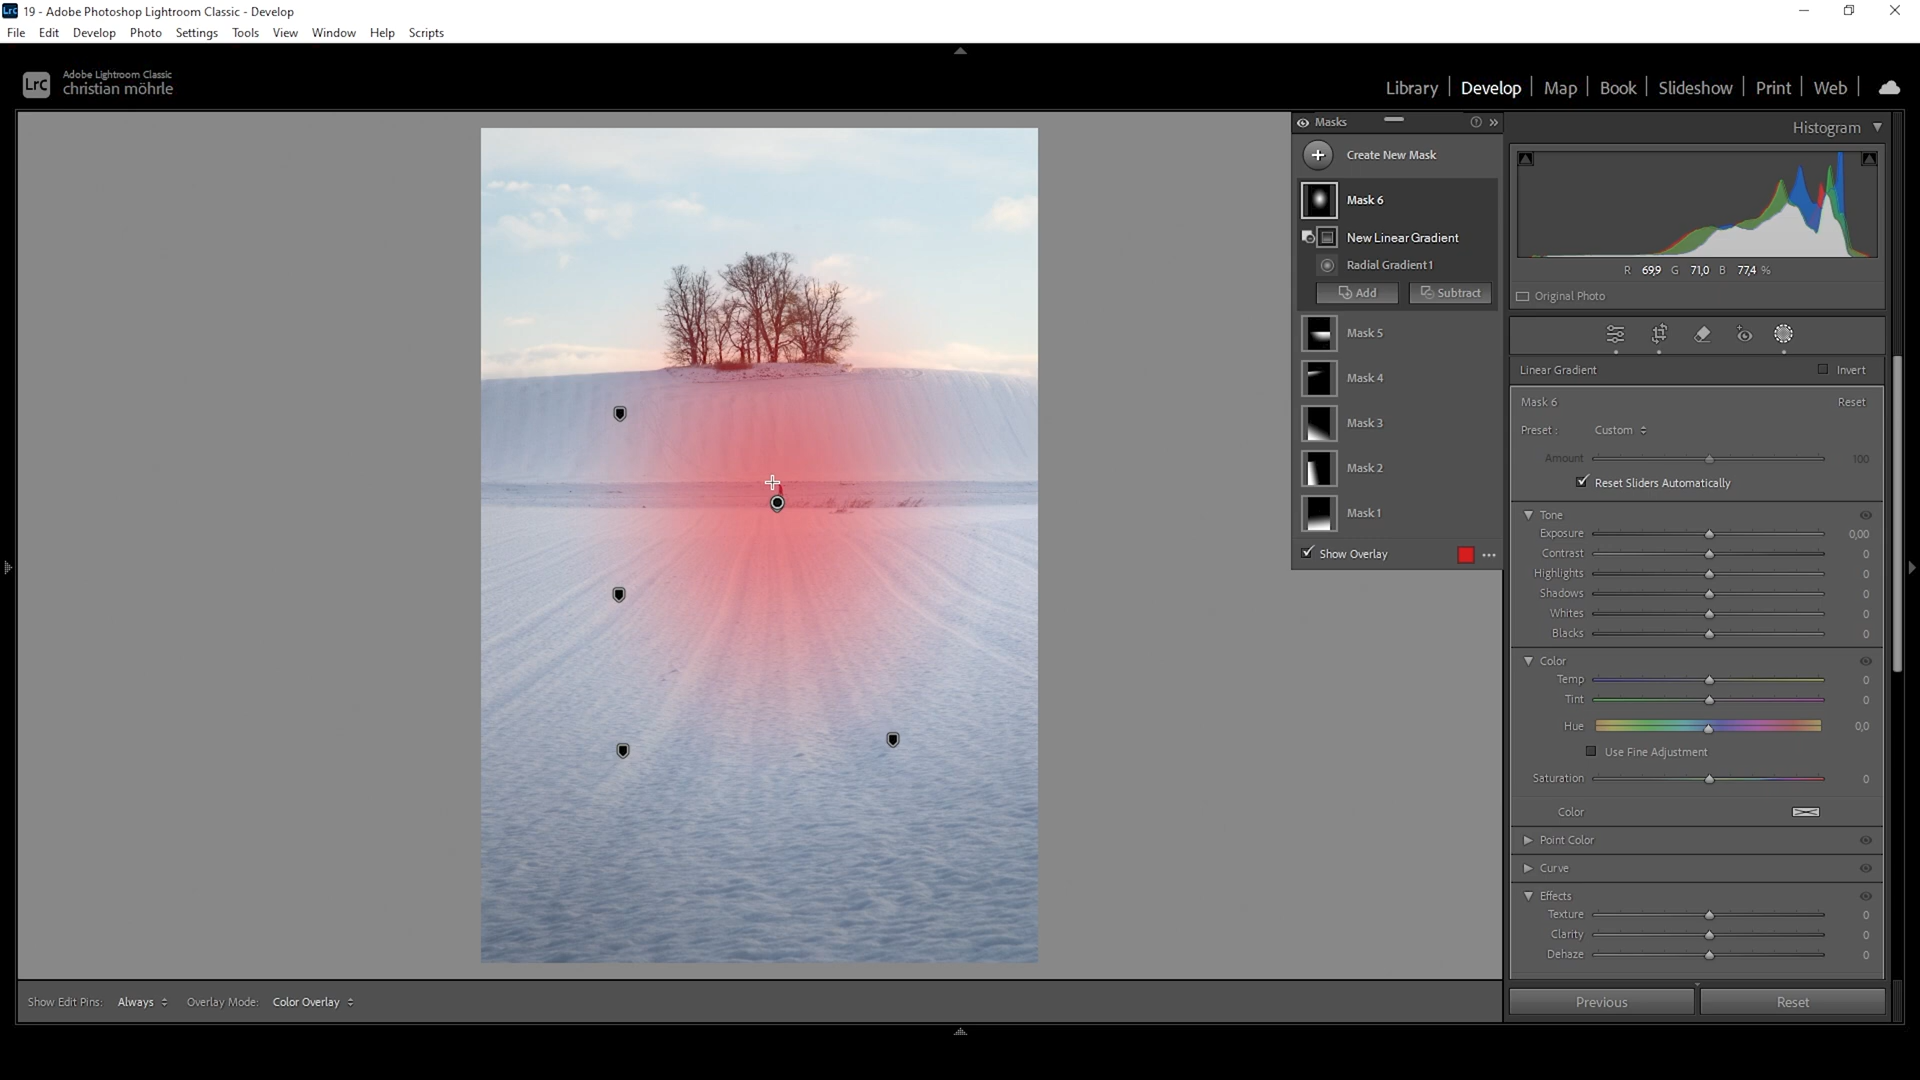 Lrc 19 - Adobe Photoshop Lightroom Classic - Develop
File Edit Develop Photo Settings Tools View Window Help Scripts
LrC Adobe Lightroom Classic
christian möhrle
Library Develop Map Book Slideshow Print Web
Masks
Create New Mask
Mask 6
New Linear Gradient
Radial Gradient 1
Add Subtract
Mask 5
Mask 4
Mask 3
Mask 2
Mask 1
Show Overlay
Histogram
R 69,9 G 71,0 B 77,4 %
Original Photo
Linear Gradient Invert
Mask 6 Reset
Preset : Custom
Amount 100
Reset Sliders Automatically
Tone
Exposure 0,00
Contrast 0
Highlights 0
Shadows 0
Whites 0
Blacks 0
Color
Temp 0
Tint 0
Hue 0,0
Use Fine Adjustment
Saturation 0
Color
Point Color
Curve
Effects
Texture 0
Clarity 0
Dehaze 0
Show Edit Pins: Always Overlay Mode: Color Overlay
Previous Reset